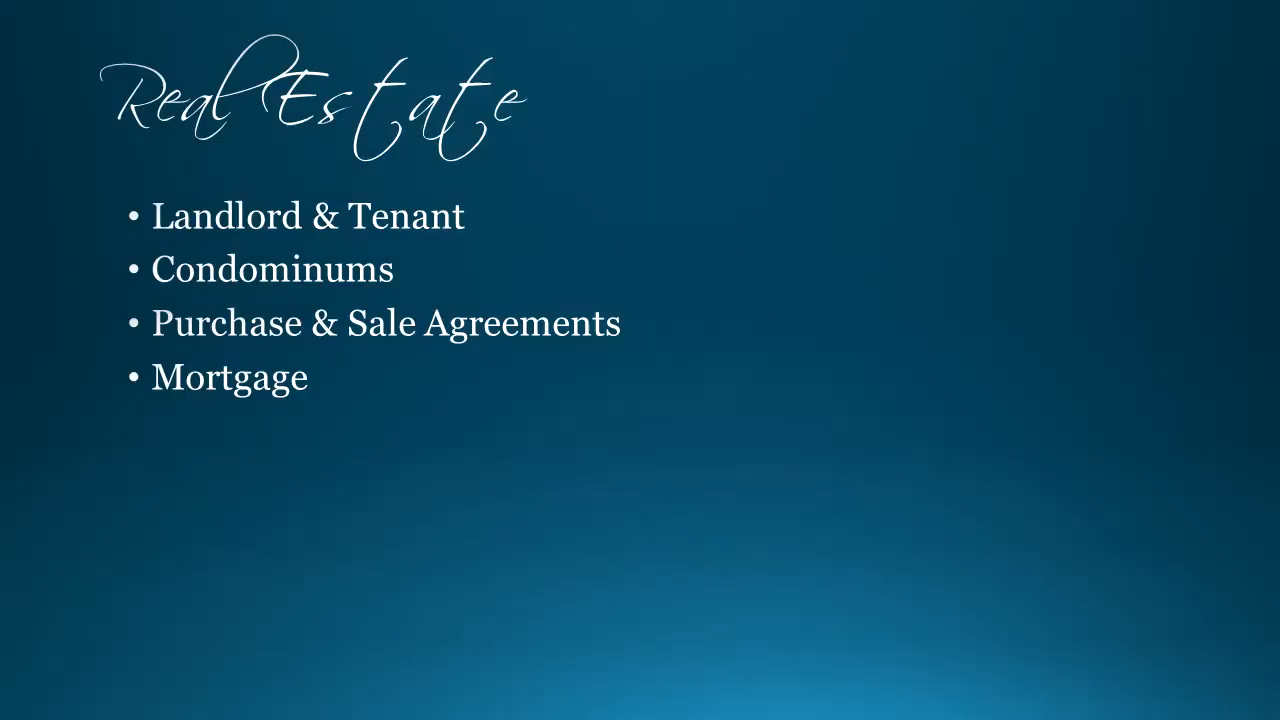 Real Estate
• Landlord & Tenant
• Condominums
• Purchase & Sale Agreements
• Mortgage